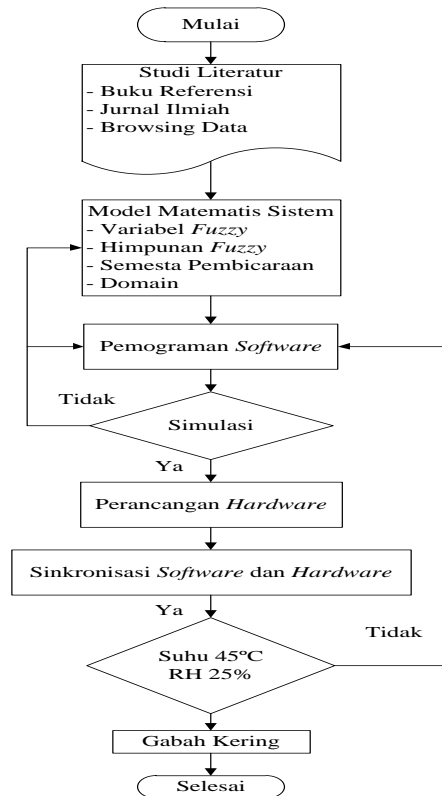 Mulai
Studi Literatur
- Buku Referensi
- Jurnal Ilmiah
- Browsing Data
Model Matematis Sistem
- Variabel Fuzzy
- Himpunan Fuzzy
- Semesta Pembicaraan
- Domain
Pemograman Software
Tidak
Simulasi
Ya
Perancangan Hardware
Sinkronisasi Software dan Hardware
Ya
Tidak
Suhu 45ºC
RH 25%
Gabah Kering
Selesai